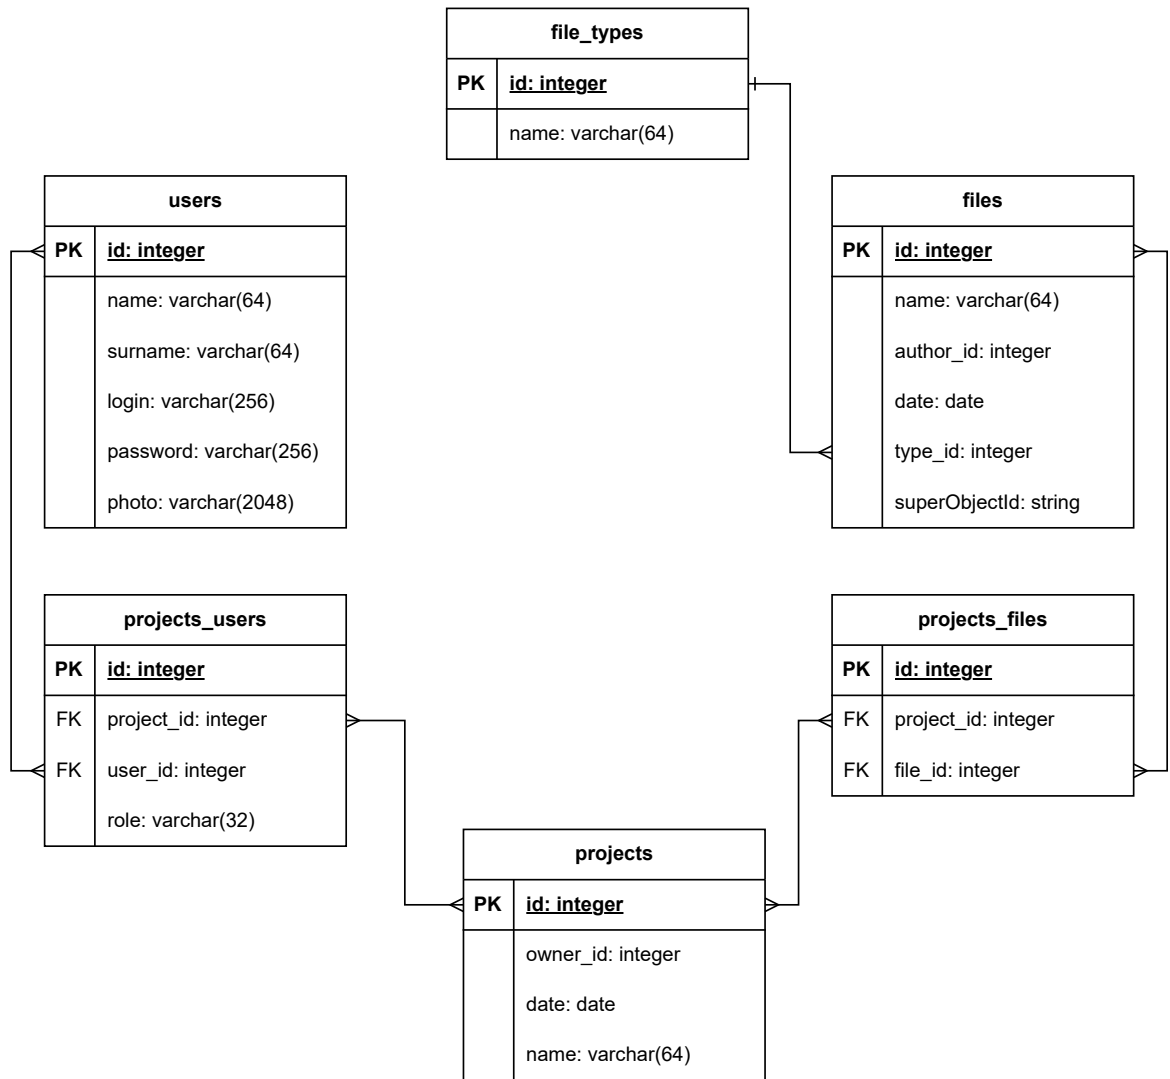 file_types
PK id: integer
name: varchar(64)
users
PK id: integer
name: varchar(64)
surname: varchar(64)
login: varchar(256)
password: varchar(256)
photo: varchar(2048)
files
PK id: integer
name: varchar(64)
author_id: integer
date: date
type_id: integer
superObjectId: string
projects_users
PK id: integer
FK project_id: integer
FK user_id: integer
role: varchar(32)
projects_files
PK id: integer
FK project_id: integer
FK file_id: integer
projects
PK id: integer
owner_id: integer
date: date
name: varchar(64)